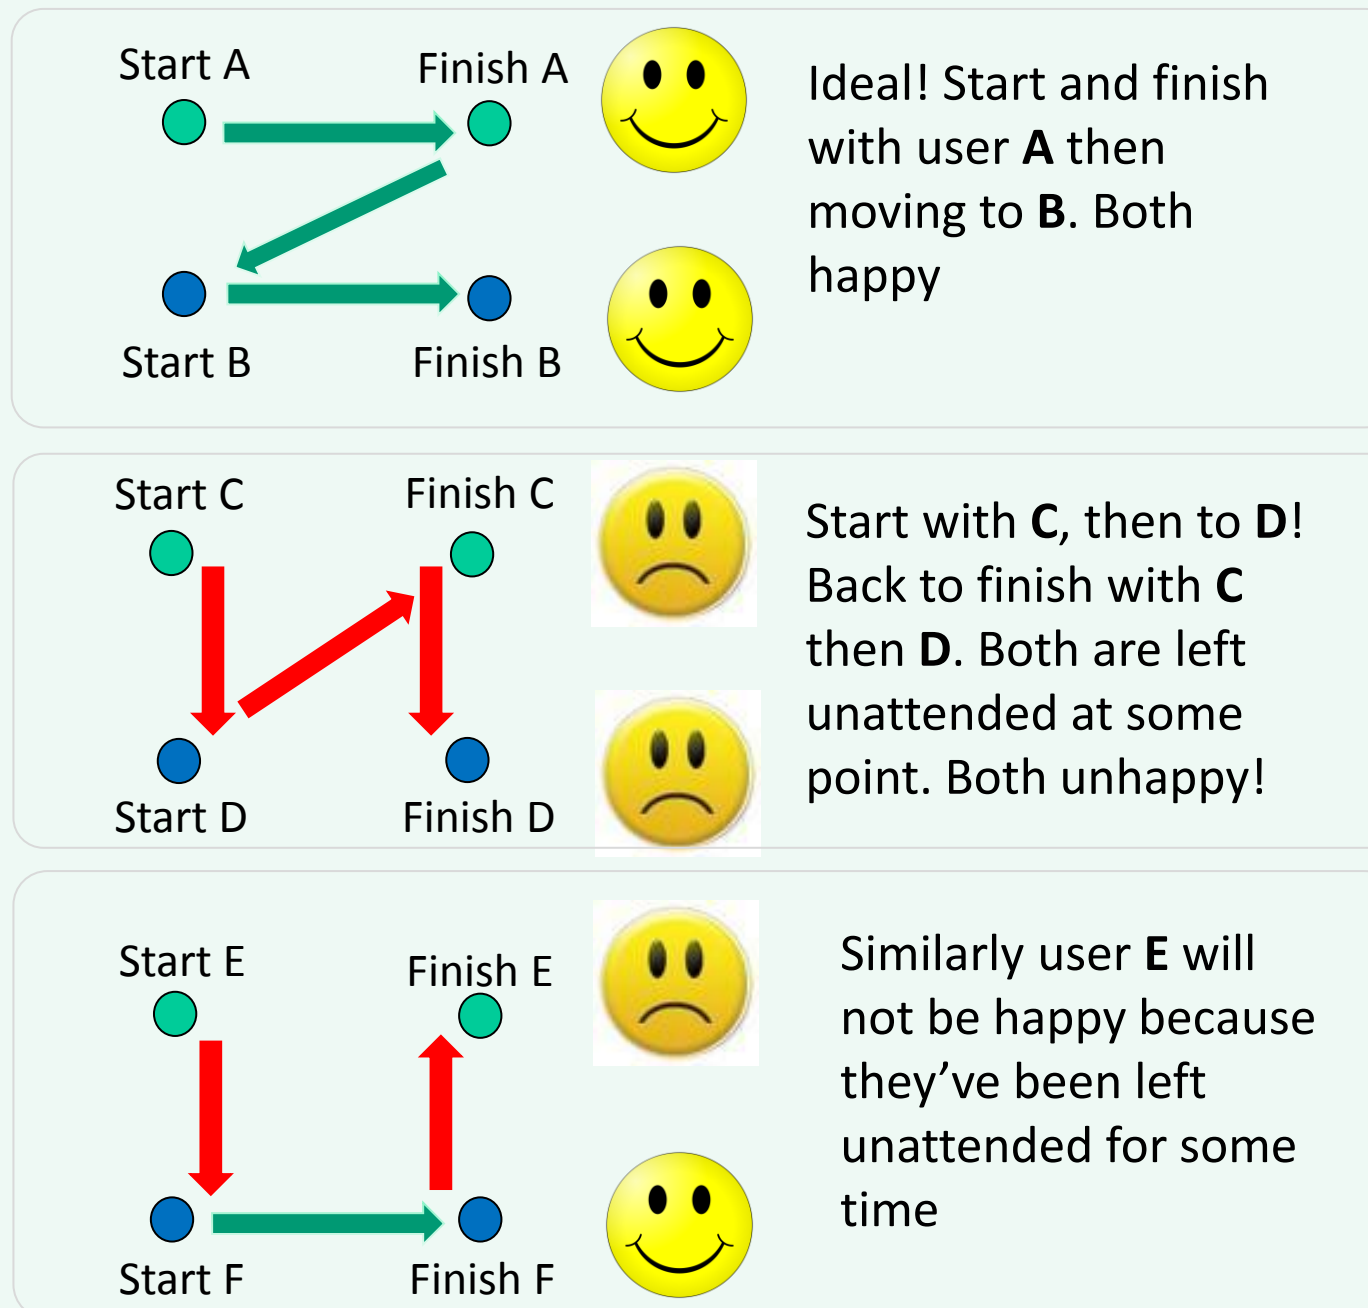 Start A
Finish A
Start B
Finish B
Ideal! Start and finish
with user A then
moving to B. Both
happy
Start C
Finish C
Start D
Finish D
Start with C, then to D!
Back to finish with C
then D. Both are left
unattended at some
point. Both unhappy!
Start E
Finish E
Start F
Finish F
Similarly user E will
not be happy because
they’ve been left
unattended for some
time